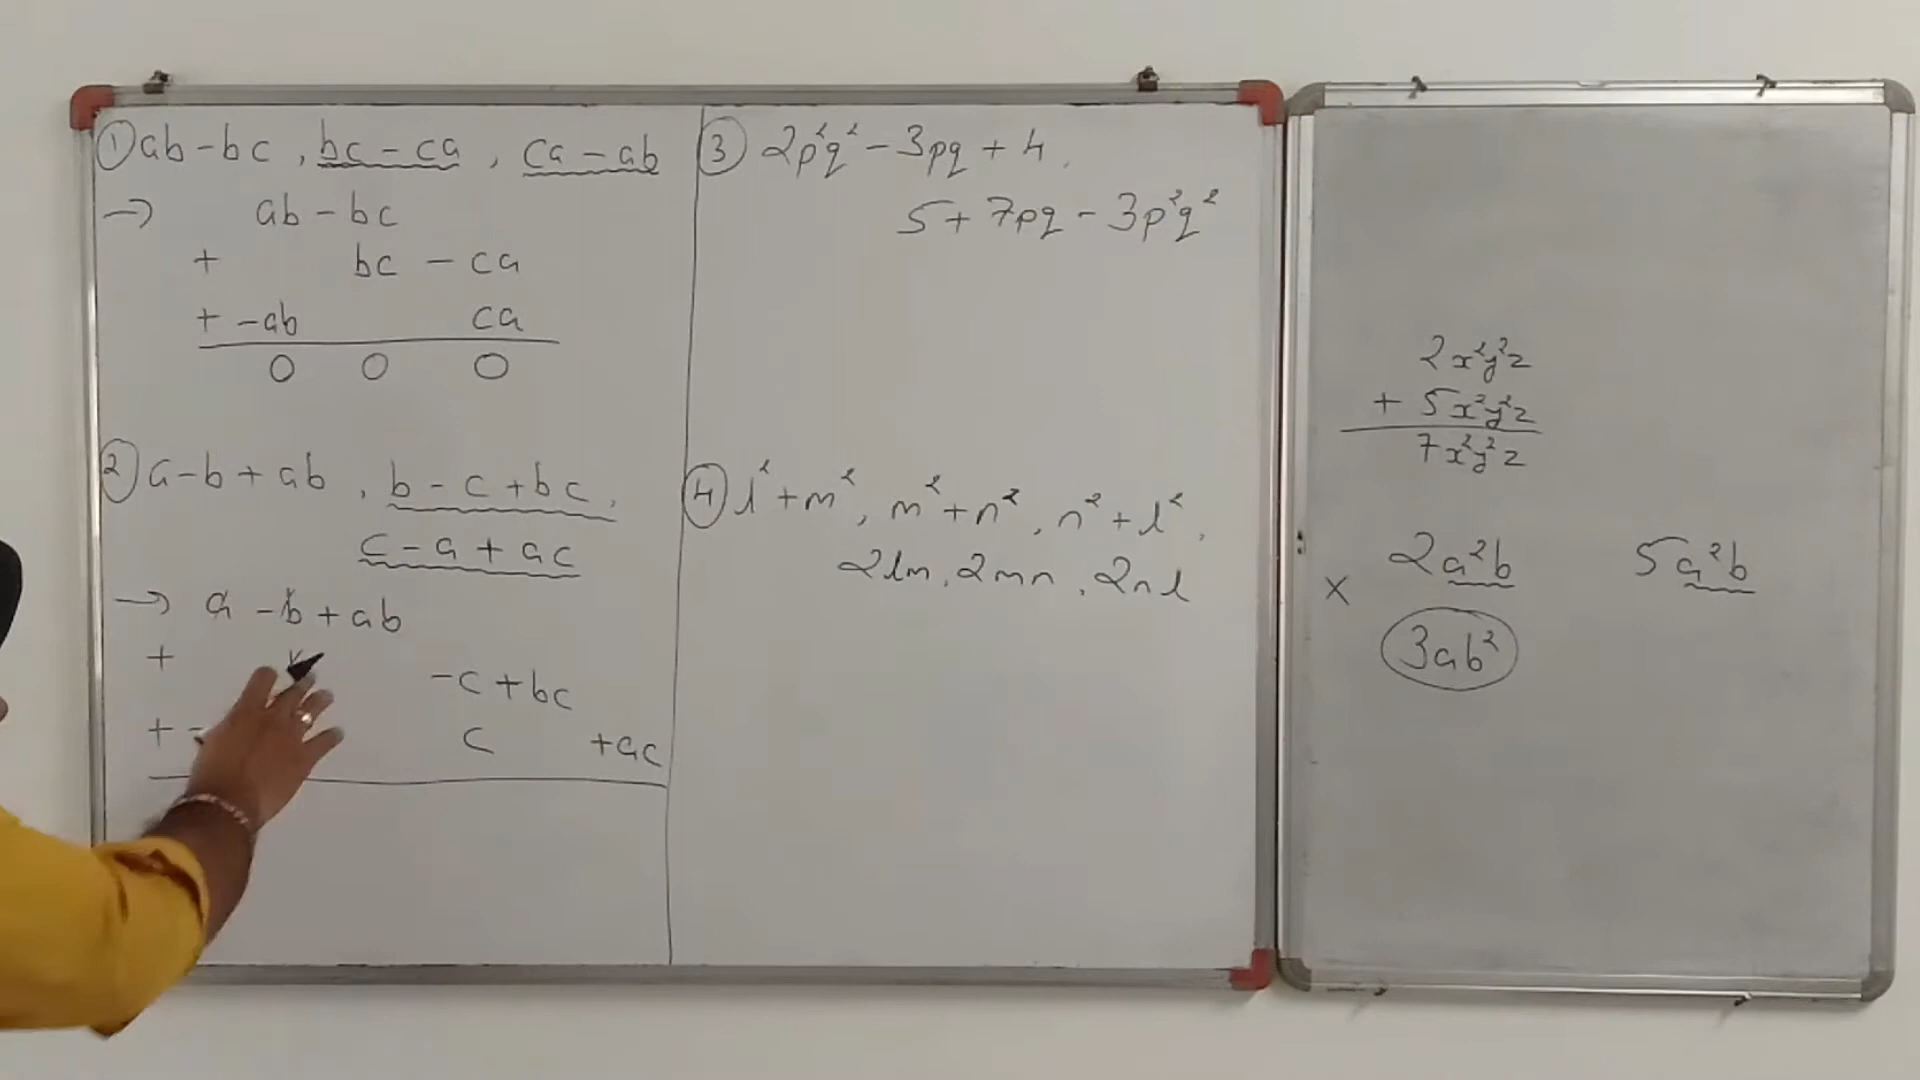 ① ab - bc , bc - ca , ca - ab
→ ab - bc
+ bc - ca
+ -ab ca
0 0 0
② a - b + ab , b - c + bc ,
c - a + ac
→ a - b + ab
+ - c + bc
+ - c + ac
③ 2p²q² - 3pq + 4 ,
5 + 7pq - 3p²q²
④ l² + m² , m² + n² , n² + l² ,
2lm , 2mn , 2nl
2x²y²z
+ 5x²y²z
7x²y²z
2a²b 5a²b
×
3ab²